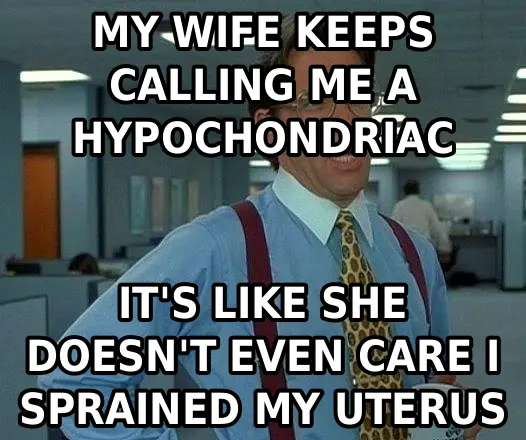 MY WIFE KEEPS
CALLING ME A
HYPOCHONDRIAC
IT'S LIKE SHE
DOESN'T EVEN CARE I
SPRAINED MY UTERUS